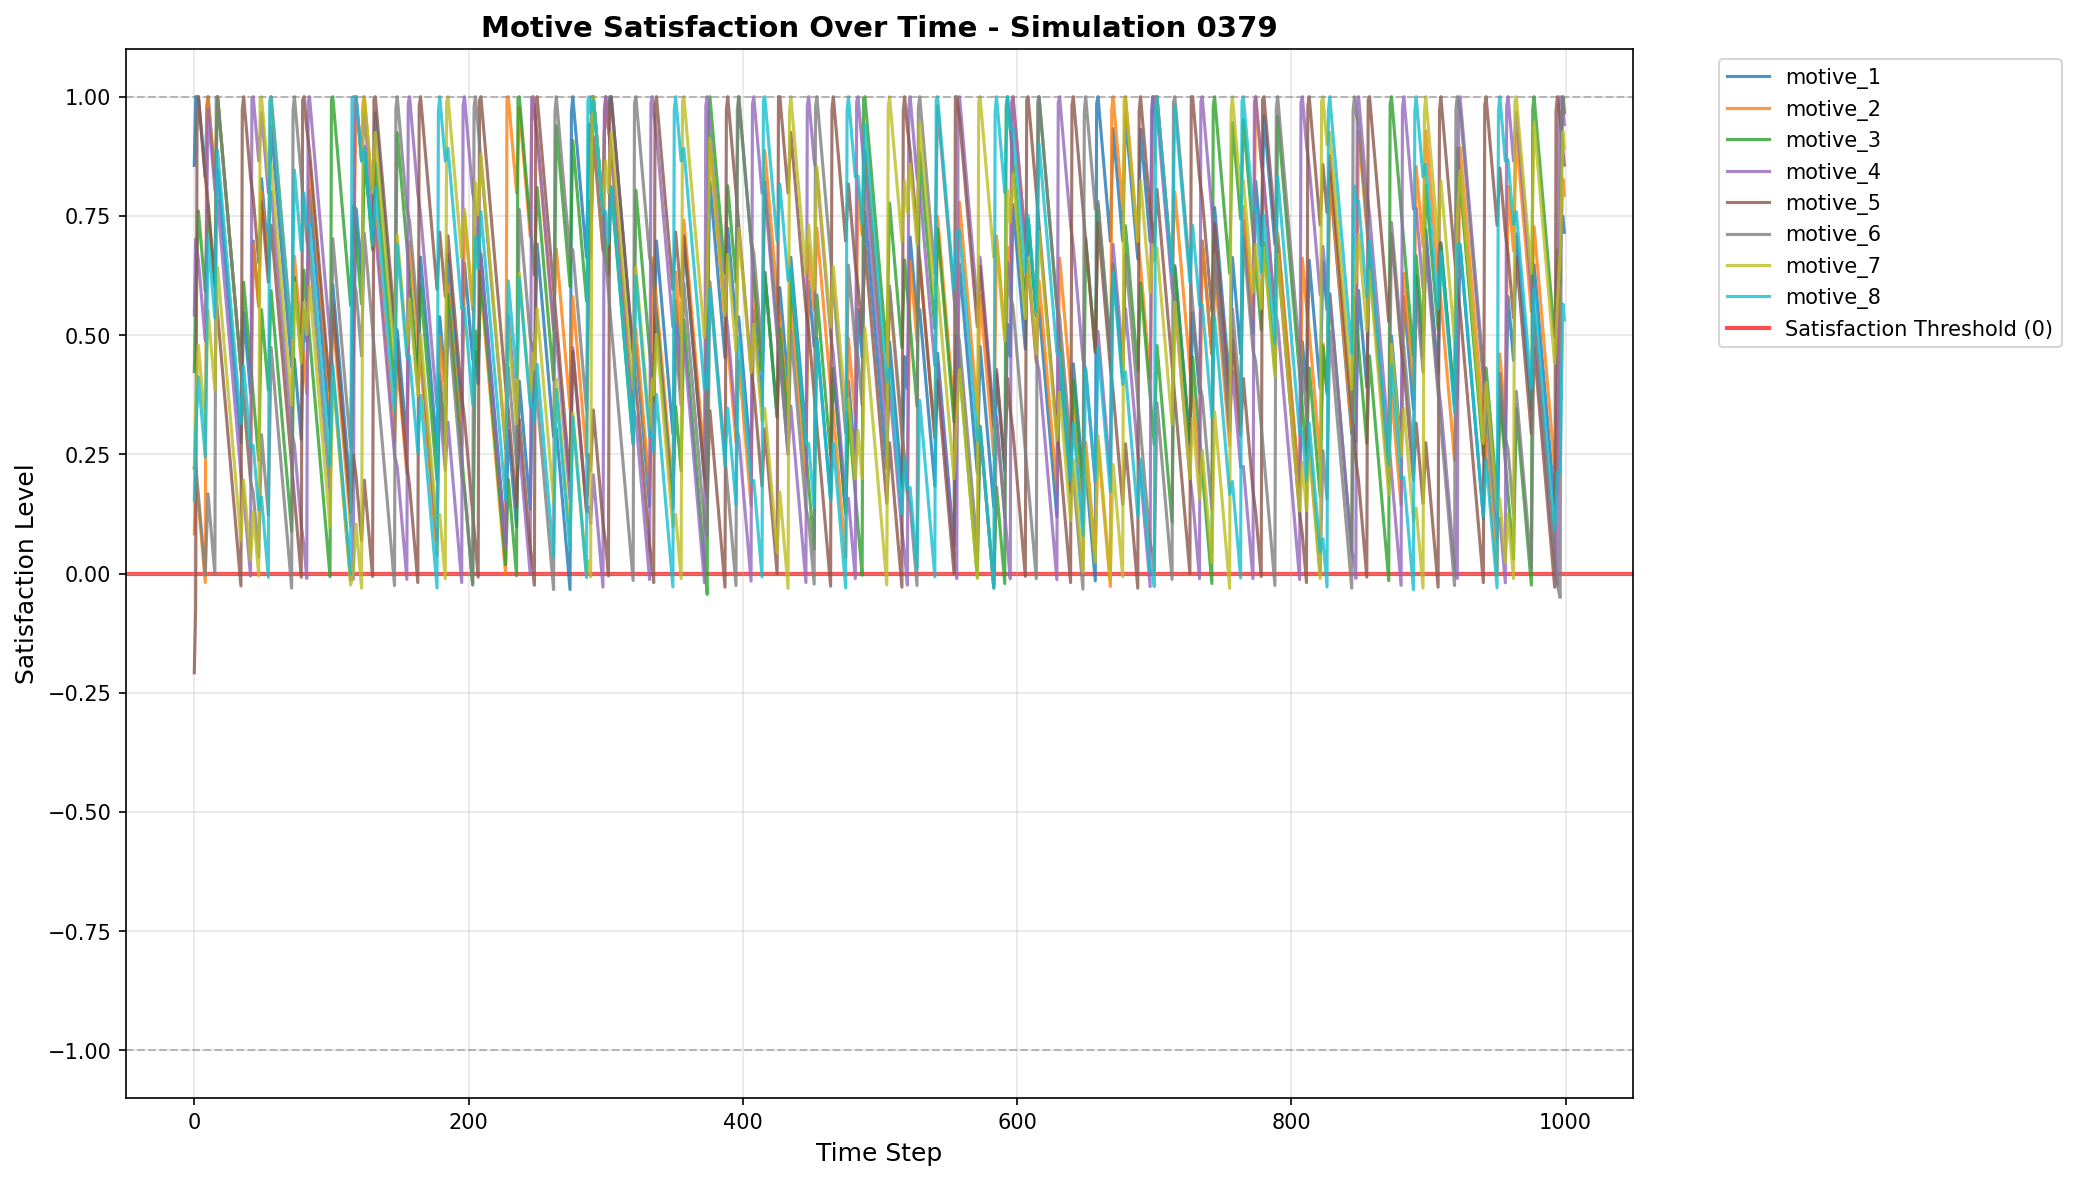 Motive Satisfaction Over Time - Simulation 0379
1.00
0.75
0.50
0.25
0.00
−0.25
−0.50
−0.75
−1.00
Satisfaction Level
0
200
400
600
800
1000
Time Step
motive_1
motive_2
motive_3
motive_4
motive_5
motive_6
motive_7
motive_8
Satisfaction Threshold (0)